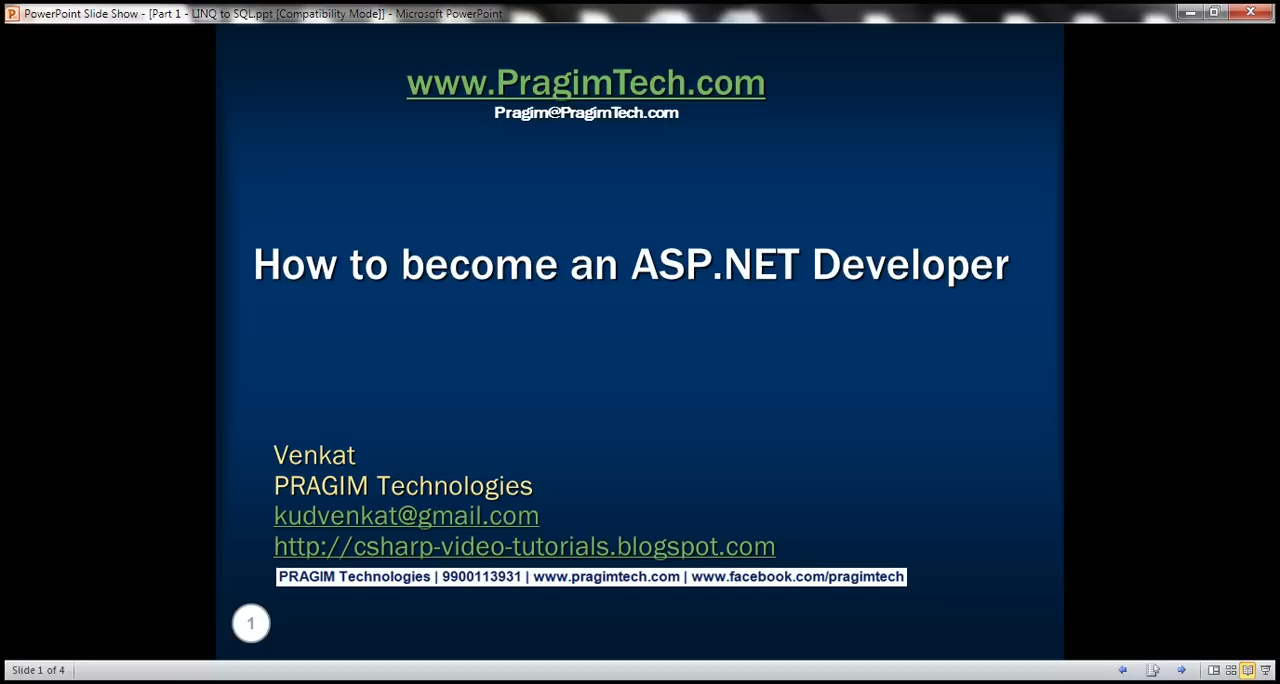 PowerPoint Slide Show - [Part 1 - LINQ to SQL.ppt [Compatibility Mode]] - Microsoft PowerPoint
www.PragimTech.com
Pragim@PragimTech.com
How to become an ASP.NET Developer
Venkat
PRAGIM Technologies
kudvenkat@gmail.com
http://csharp-video-tutorials.blogspot.com
PRAGIM Technologies | 9900113931 | www.pragimtech.com | www.facebook.com/pragimtech
1
Slide 1 of 4